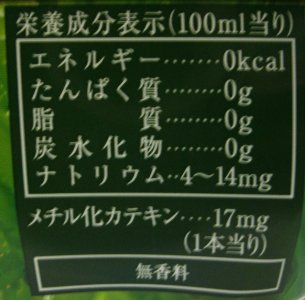 栄養成分表示(100ml当り)
エネルギー‥‥‥‥0kcal
たんぱく質‥‥‥‥0g
脂　　　質‥‥‥‥0g
炭水化物‥‥‥‥0g
ナトリウム‥4〜14mg
メチル化カテキン‥‥17mg
(1本当り)
無香料